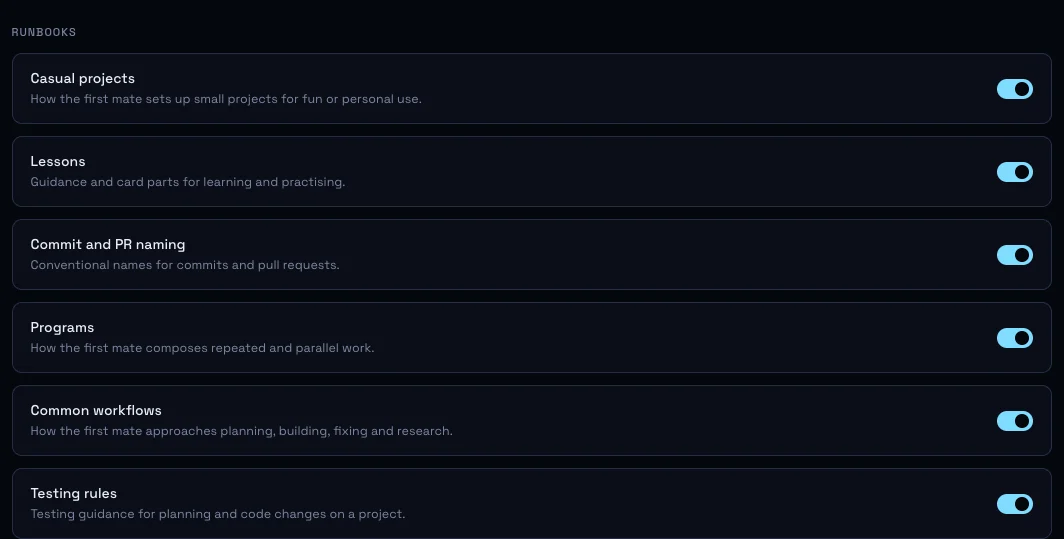 RUNBOOKS
Casual projects
How the first mate sets up small projects for fun or personal use.
Lessons
Guidance and card parts for learning and practising.
Commit and PR naming
Conventional names for commits and pull requests.
Programs
How the first mate composes repeated and parallel work.
Common workflows
How the first mate approaches planning, building, fixing and research.
Testing rules
Testing guidance for planning and code changes on a project.